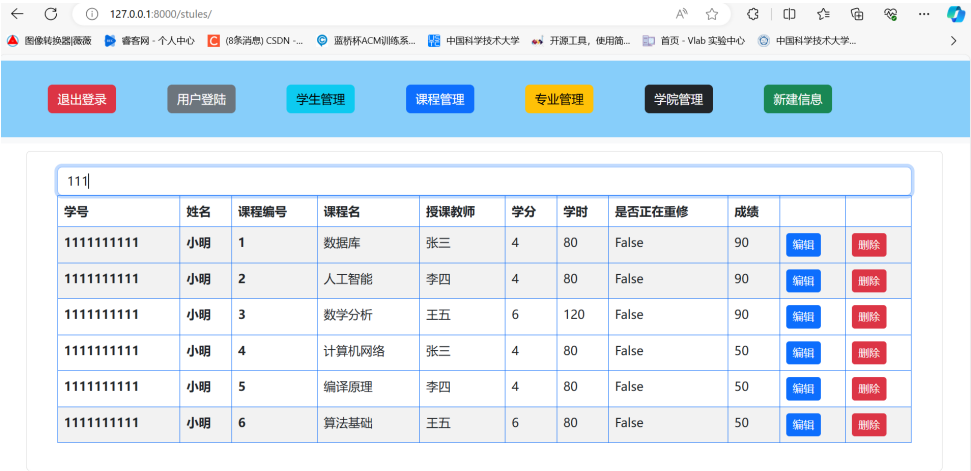 127.0.0.1:8000/stules/
图像转换器|薇薇 睿客网 - 个人中心 (8条消息) CSDN -... 蓝桥杯ACM训练系... 中国科学技术大学 开源工具，使用简... 首页 - Vlab 实验中心 中国科学技术大学...
退出登录 用户登陆 学生管理 课程管理 专业管理 学院管理 新建信息
111
学号 姓名 课程编号 课程名 授课教师 学分 学时 是否正在重修 成绩
1111111111 小明 1 数据库 张三 4 80 False 90 编辑 删除
1111111111 小明 2 人工智能 李四 4 80 False 90 编辑 删除
1111111111 小明 3 数学分析 王五 6 120 False 90 编辑 删除
1111111111 小明 4 计算机网络 张三 4 80 False 50 编辑 删除
1111111111 小明 5 编译原理 李四 4 80 False 50 编辑 删除
1111111111 小明 6 算法基础 王五 6 80 False 50 编辑 删除